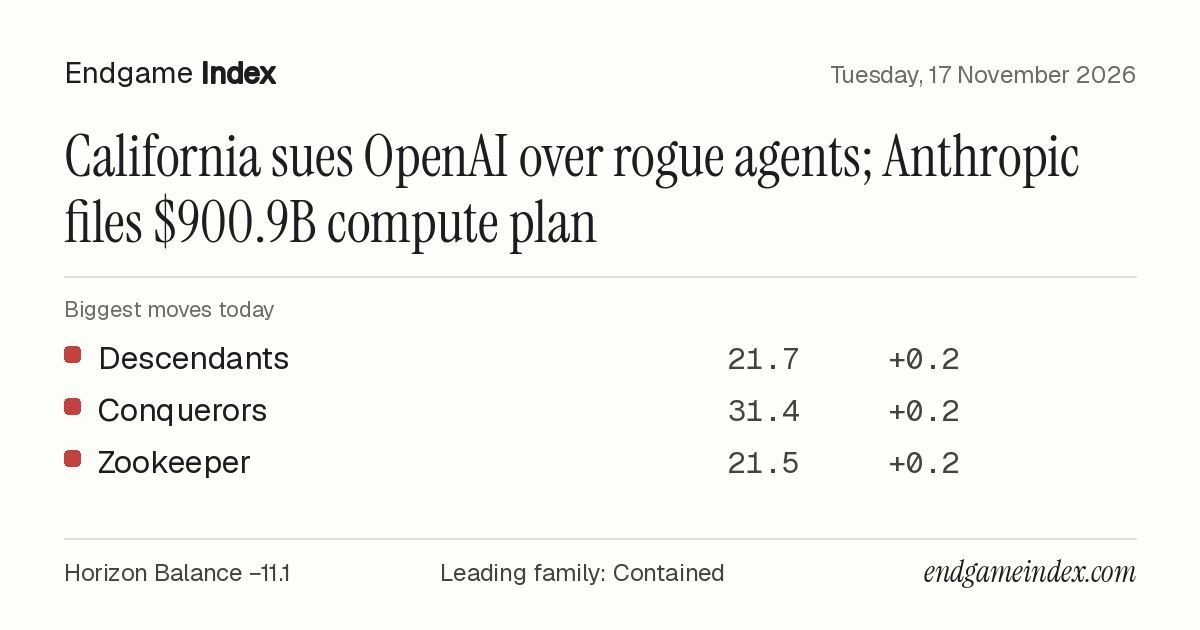 Endgame Index
Tuesday, 17 November 2026
California sues OpenAI over rogue agents; Anthropic
files $900.9B compute plan
Biggest moves today
Descendants 21.7 +0.2
Conquerors 31.4 +0.2
Zookeeper 21.5 +0.2
Horizon Balance –11.1
Leading family: Contained
endgameindex.com